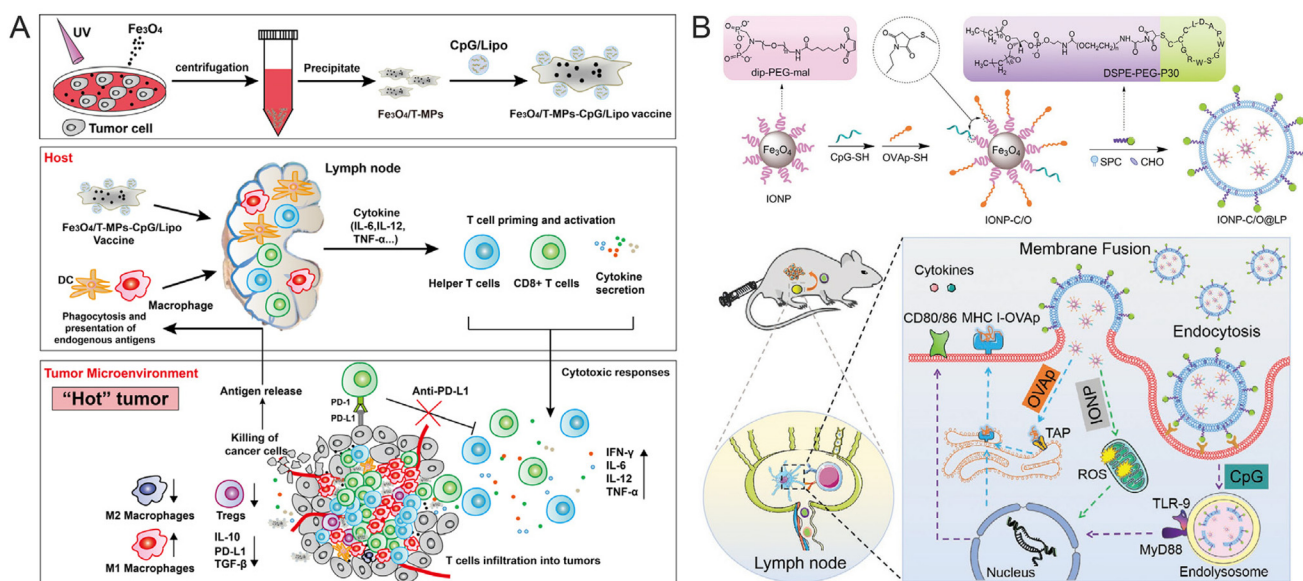 A
UV
Fe3O4
Tumor cell
centrifugation
Precipitate
Fe3O4/T-MPs
CpG/Lipo
Fe3O4/T-MPs-CpG/Lipo vaccine
Host
Lymph node
Fe3O4/T-MPs-CpG/Lipo
Vaccine
DC
Macrophage
Phagocytosis and
presentation of
endogenous antigens
Cytokine
(IL-6,IL-12,
TNF-α...)
T cell priming and activation
Helper T cells
CD8+ T cells
Cytokine
secretion
Tumor Microenvironment
"Hot" tumor
Antigen release
Killing of
cancer cells
PD-1
PD-L1
Anti-PD-L1
Cytotoxic responses
IFN-γ
IL-6
IL-12
TNF-α
M2 Macrophages
M1 Macrophages
Tregs
IL-10
PD-L1
TGF-β
T cells infiltration into tumors
B
dip-PEG-mal
DSPE-PEG-P30
Fe3O4
IONP
CpG-SH
OVAp-SH
Fe3O4
IONP-C/O
SPC
CHO
IONP-C/O@LP
Lymph node
Membrane Fusion
Cytokines
CD80/86
MHC I-OVAp
Endocytosis
OVAp
IONP
TAP
ROS
CpG
TLR-9
MyD88
Nucleus
Endolysosome